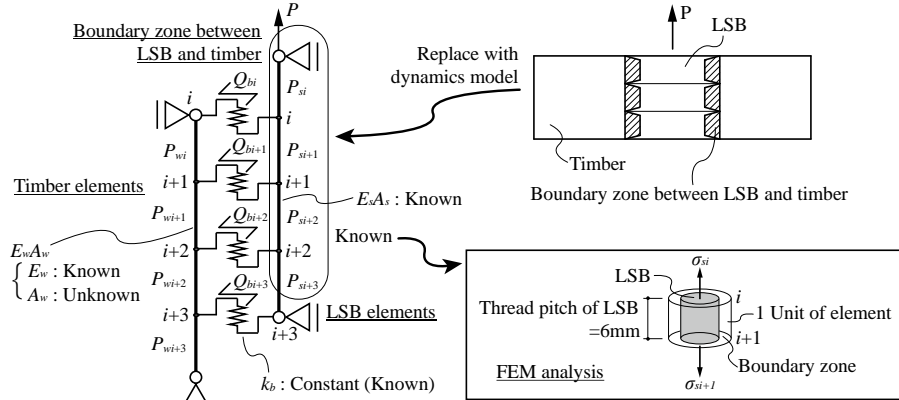 P
Boundary zone between
LSB and timber
Q_bi
i
P_si
i
P_wi
Q_bi+1
P_si+1
Timber elements
i+1
i+1
P_wi+1
Q_bi+2
E_sA_s : Known
P_si+2
E_wA_w
E_w : Known
A_w : Unknown
i+2
i+2
P_wi+2
Q_bi+3
P_si+3
i+3
LSB elements
i+3
P_wi+3
k_b : Constant (Known)
Replace with
dynamics model
P
LSB
Timber
Boundary zone between LSB and timber
Known
LSB
σ_si
Thread pitch of LSB
=6mm
i
1 Unit of element
i+1
Boundary zone
FEM analysis
σ_si+1